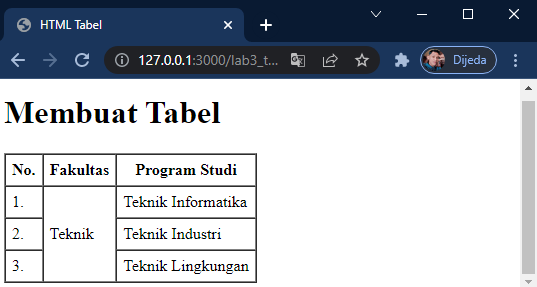 HTML Tabel
127.0.0.1:3000/lab3_t...
Dijeda
Membuat Tabel
No. Fakultas Program Studi
1. Teknik Informatika
2. Teknik Teknik Industri
3. Teknik Lingkungan